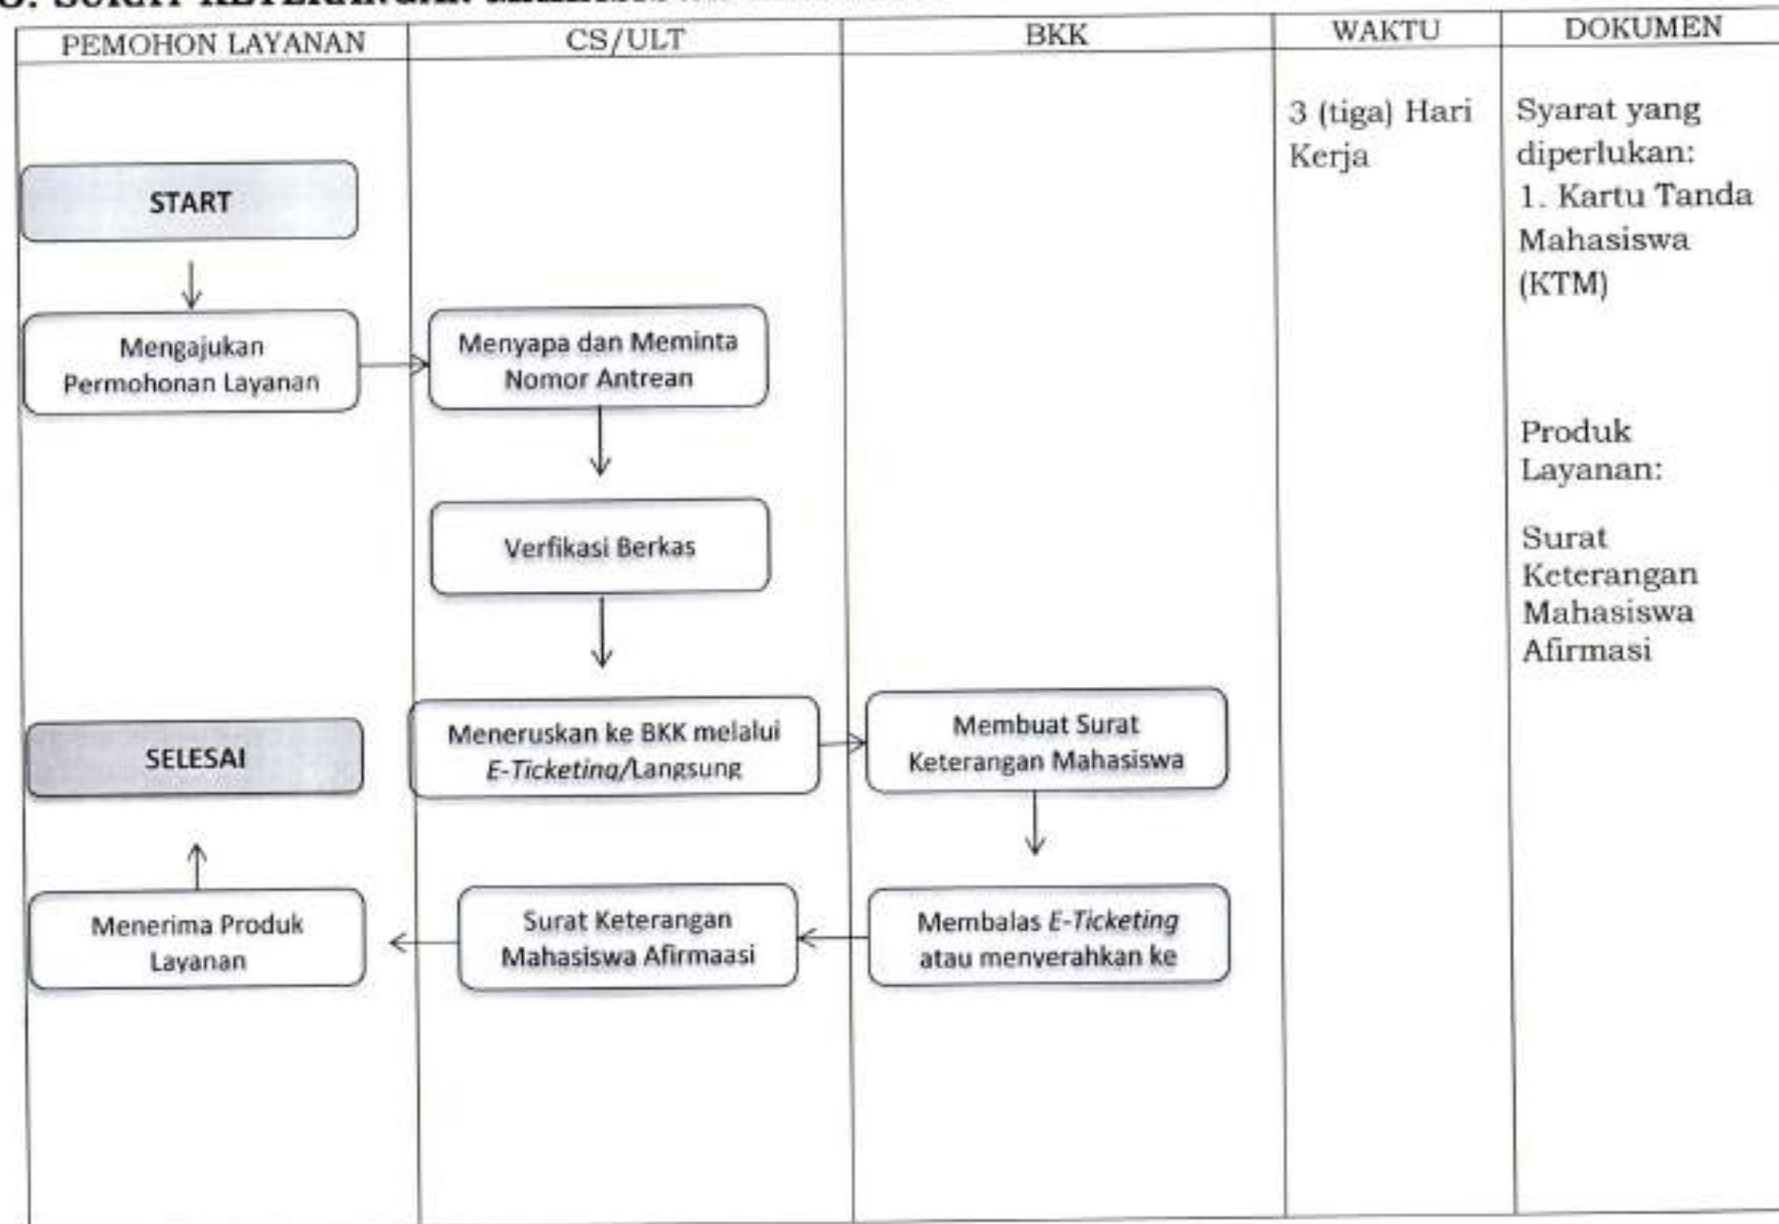 SURAT KETERANGAN MAHASISWA
PEMOHON LAYANAN
CS/ULT
BKK
WAKTU
DOKUMEN
START
Mengajukan
Permohonan Layanan
Menyapa dan Meminta
Nomor Antrean
Verfikasi Berkas
Meneruskan ke BKK melalui
E-Ticketing/Langsung
Membuat Surat
Keterangan Mahasiswa
Membalas E-Ticketing
atau menyerahkan ke
Surat Keterangan
Mahasiswa Afirmaasi
Menerima Produk
Layanan
SELESAI
3 (tiga) Hari
Kerja
Syarat yang
diperlukan:
1. Kartu Tanda
Mahasiswa
(KTM)
Produk
Layanan:
Surat
Keterangan
Mahasiswa
Afirmasi